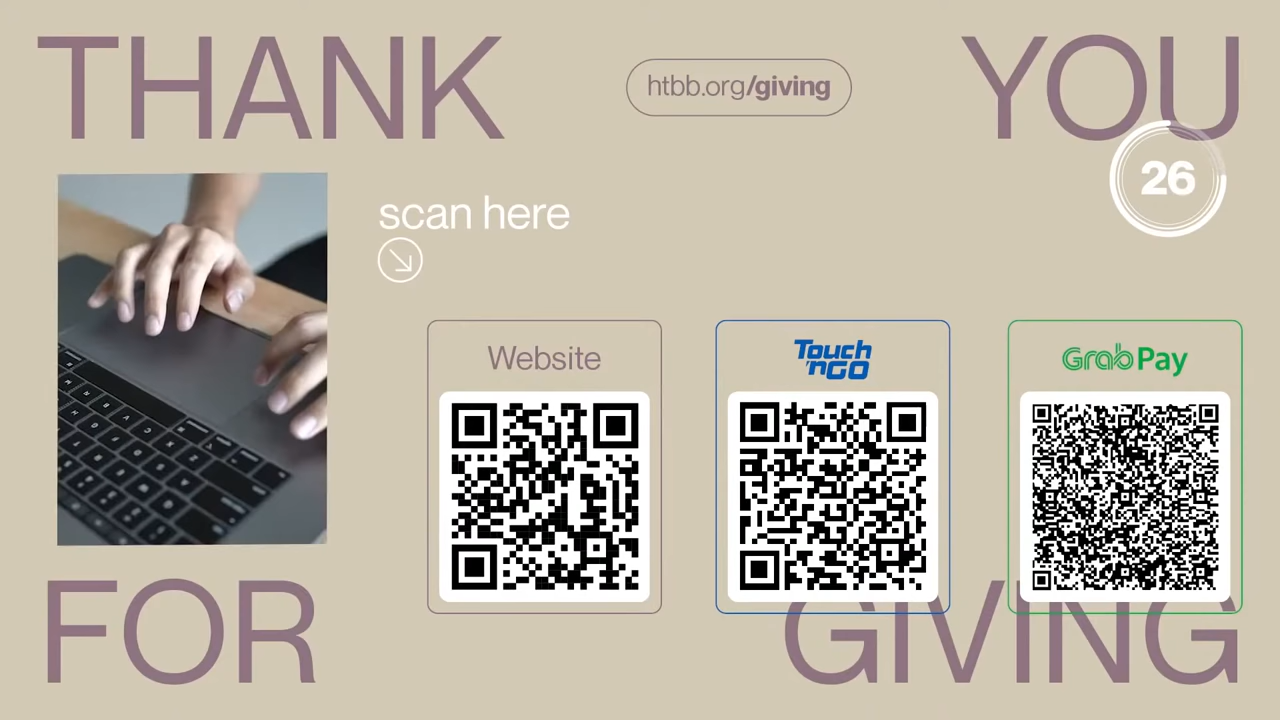 THANK YOU
htbb.org/giving
26
scan here
Website
Touch 'nGO
GrabPay
FOR GIVING